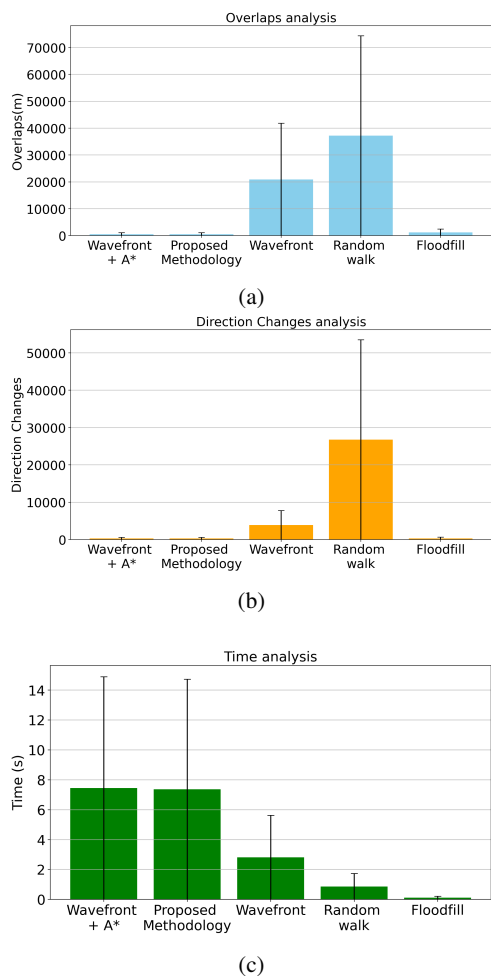 Overlaps analysis
70000
60000
50000
40000
30000
20000
10000
0
Overlaps(m)
Wavefront
+ A*
Proposed
Methodology
Wavefront
Random
walk
Floodfill
(a)
Direction Changes analysis
50000
40000
30000
20000
10000
0
Direction Changes
Wavefront
+ A*
Proposed
Methodology
Wavefront
Random
walk
Floodfill
(b)
Time analysis
14
12
10
8
6
4
2
0
Time (s)
Wavefront
+ A*
Proposed
Methodology
Wavefront
Random
walk
Floodfill
(c)